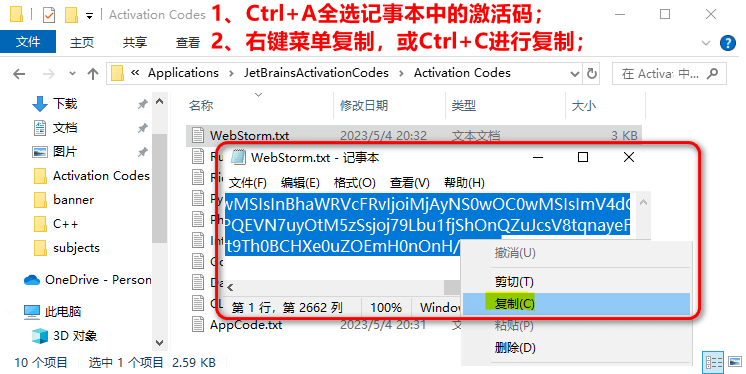 Activation Codes
1、Ctrl+A全选记事本中的激活码；
2、右键菜单复制，或Ctrl+C进行复制；
文件 主页 共享 查看
« Applications › JetBrainsActivationCodes › Activation Codes
在 Activa 中...
下载
文档
图片
Activation Codes
banner
C++
subjects
OneDrive - Person
此电脑
3D 对象
名称 修改日期 类型 大小
WebStorm.txt 2023/5/4 20:32 文本文档 3 KB
WebStorm.txt - 记事本
文件(F) 编辑(E) 格式(O) 查看(V) 帮助(H)
wMSIsInBhaWRVcFRvIjoiMjAyNS0wOC0wMSIsImV4dC
PQEVN7uyOtM5zSsjoj79Lbu1fjShOnQZuJcsV8tqnayeF
t9Th0BCHXe0uZOEmH0nOnH/
第 1 行，第 2662 列 100% Window
撤消(U)
剪切(T)
复制(C)
粘贴(P)
删除(D)
AppCode.txt 2023/5/4 20:31
10 个项目 选中 1 个项目 2.59 KB